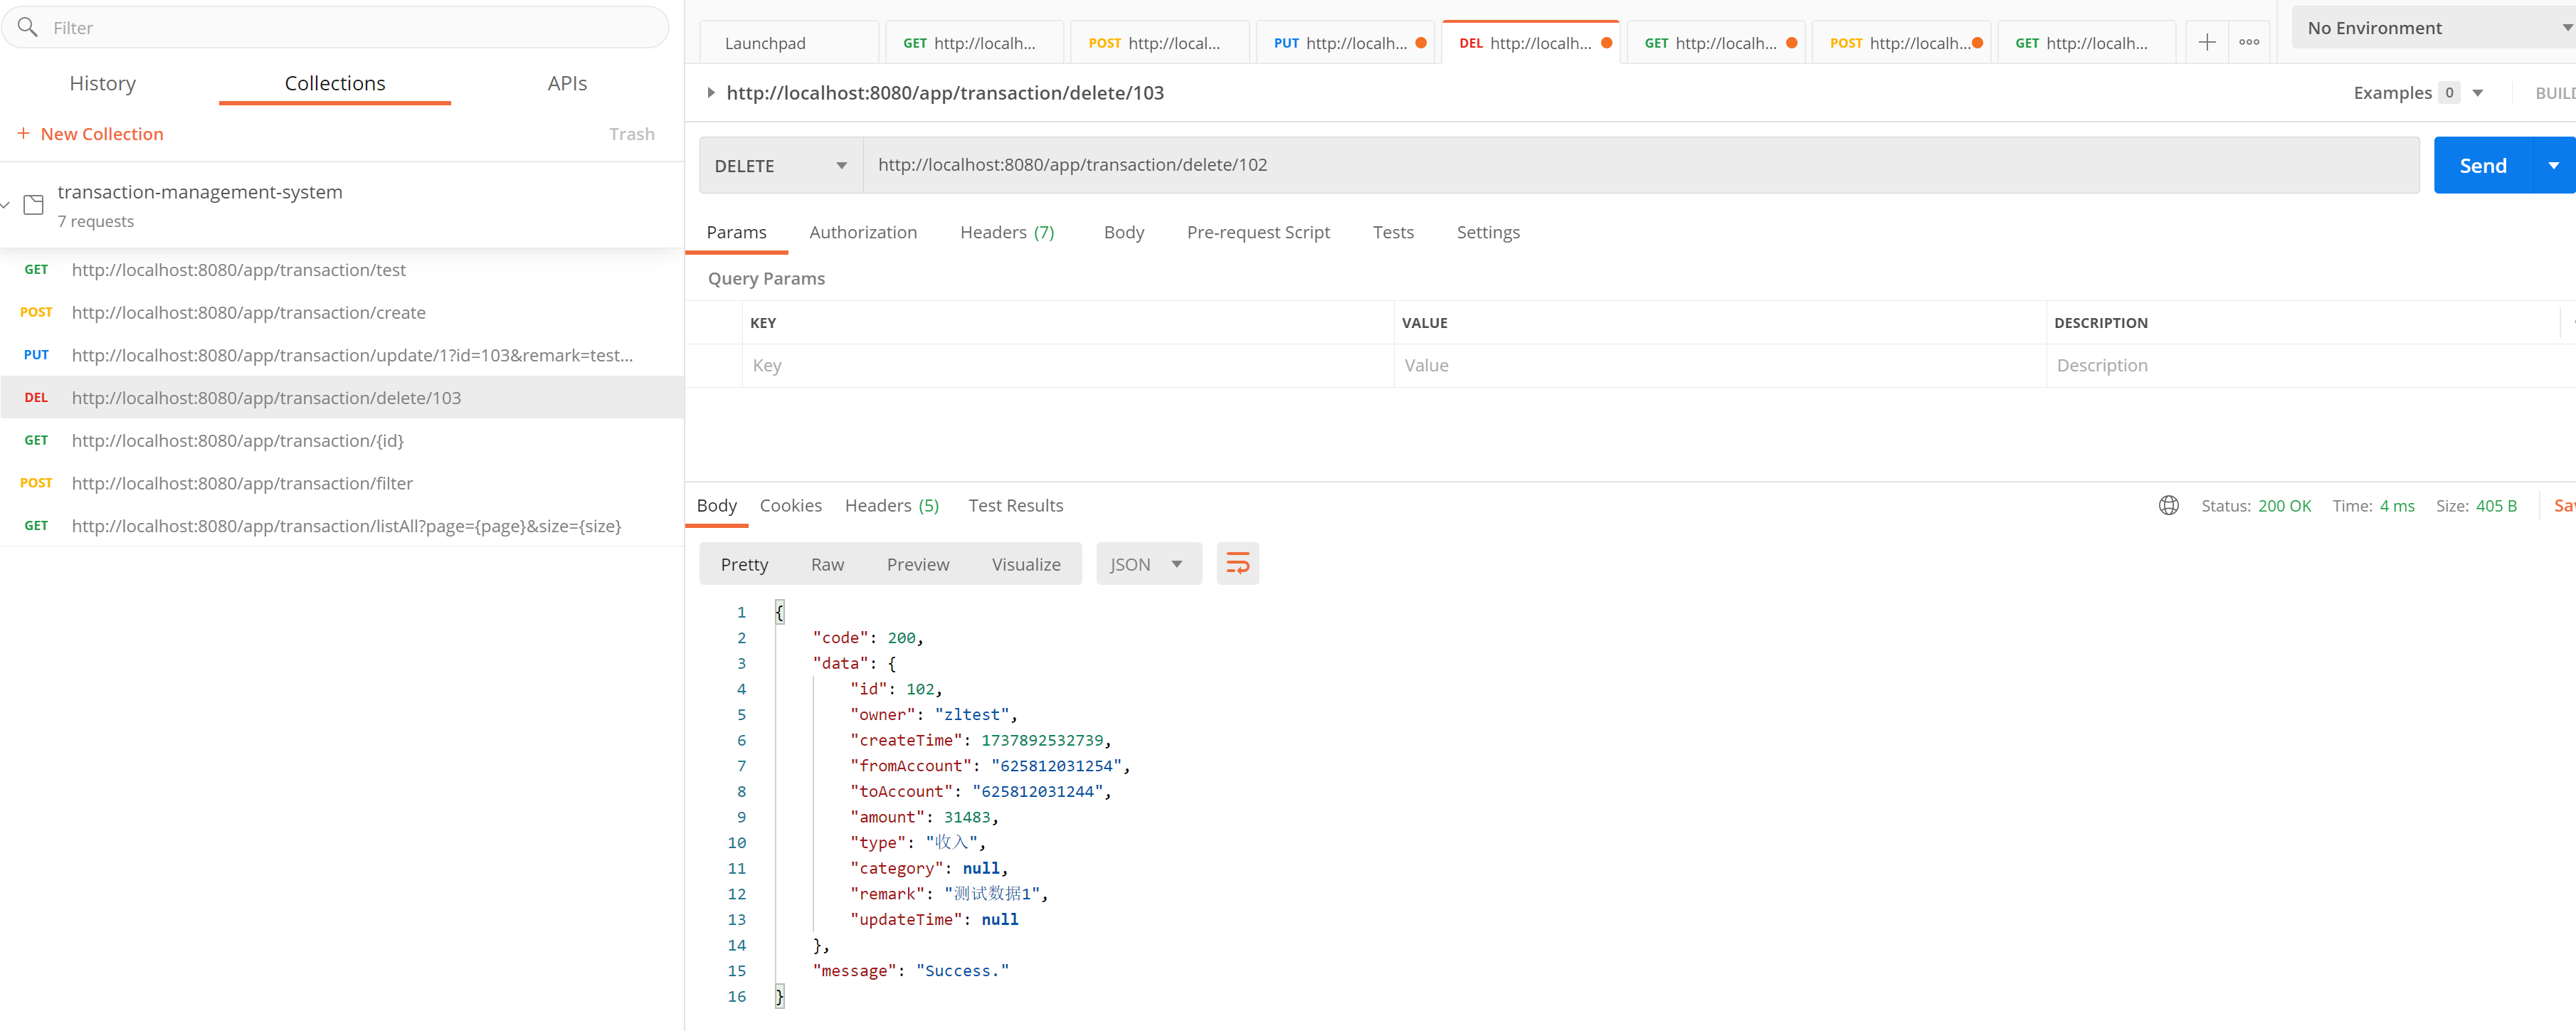 Filter
History Collections APIs
+ New Collection Trash
transaction-management-system
7 requests
GET http://localhost:8080/app/transaction/test
POST http://localhost:8080/app/transaction/create
PUT http://localhost:8080/app/transaction/update/1?id=103&remark=test...
DEL http://localhost:8080/app/transaction/delete/103
GET http://localhost:8080/app/transaction/{id}
POST http://localhost:8080/app/transaction/filter
GET http://localhost:8080/app/transaction/listAll?page={page}&size={size}
Launchpad GET http://localh... POST http://local... PUT http://localh... DEL http://localh... GET http://localh... POST http://localh... GET http://localh... No Environment
http://localhost:8080/app/transaction/delete/103 Examples 0 BUILD
DELETE http://localhost:8080/app/transaction/delete/102 Send
Params Authorization Headers (7) Body Pre-request Script Tests Settings
Query Params
KEY VALUE DESCRIPTION
Key Value Description
Body Cookies Headers (5) Test Results Status: 200 OK Time: 4 ms Size: 405 B Sav
Pretty Raw Preview Visualize JSON
1 {
2 "code": 200,
3 "data": {
4 "id": 102,
5 "owner": "zltest",
6 "createTime": 1737892532739,
7 "fromAccount": "625812031254",
8 "toAccount": "625812031244",
9 "amount": 31483,
10 "type": "收入",
11 "category": null,
12 "remark": "测试数据1",
13 "updateTime": null
14 },
15 "message": "Success."
16 }